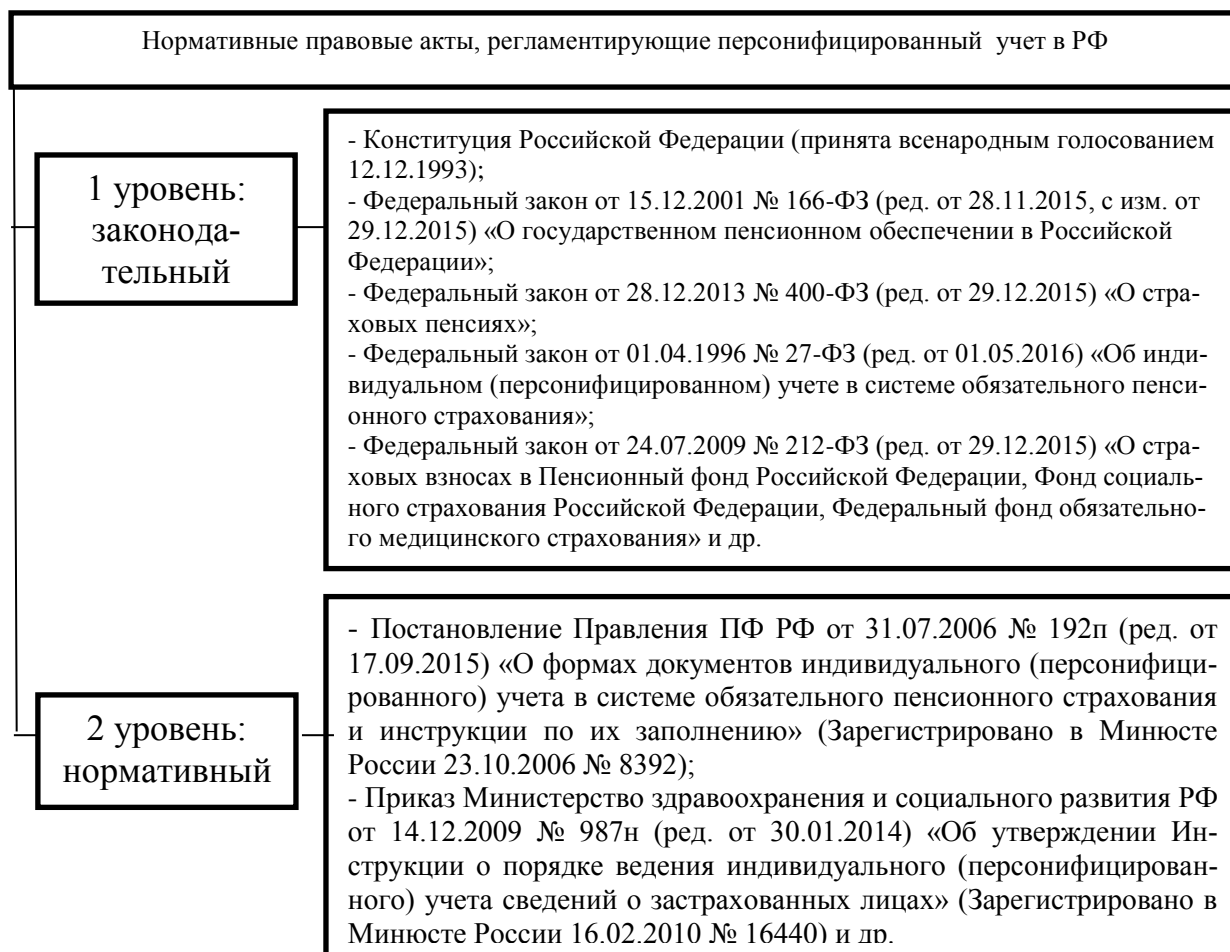 Нормативные правовые акты, регламентирующие персонифицированный учет в РФ
1 уровень:
законода-
тельный
- Конституция Российской Федерации (принята всенародным голосованием
12.12.1993);
- Федеральный закон от 15.12.2001 № 166-ФЗ (ред. от 28.11.2015, с изм. от
29.12.2015) «О государственном пенсионном обеспечении в Российской
Федерации»;
- Федеральный закон от 28.12.2013 № 400-ФЗ (ред. от 29.12.2015) «О стра-
ховых пенсиях»;
- Федеральный закон от 01.04.1996 № 27-ФЗ (ред. от 01.05.2016) «Об инди-
видуальном (персонифицированном) учете в системе обязательного пенси-
онного страхования»;
- Федеральный закон от 24.07.2009 № 212-ФЗ (ред. от 29.12.2015) «О стра-
ховых взносах в Пенсионный фонд Российской Федерации, Фонд социаль-
ного страхования Российской Федерации, Федеральный фонд обязательно-
го медицинского страхования» и др.
2 уровень:
нормативный
- Постановление Правления ПФ РФ от 31.07.2006 № 192п (ред. от
17.09.2015) «О формах документов индивидуального (персонифици-
рованного) учета в системе обязательного пенсионного страхования
и инструкции по их заполнению» (Зарегистрировано в Минюсте
России 23.10.2006 № 8392);
- Приказ Министерство здравоохранения и социального развития РФ
от 14.12.2009 № 987н (ред. от 30.01.2014) «Об утверждении Ин-
струкции о порядке ведения индивидуального (персонифицирован-
ного) учета сведений о застрахованных лицах» (Зарегистрировано в
Минюсте России 16.02.2010 № 16440) и др.